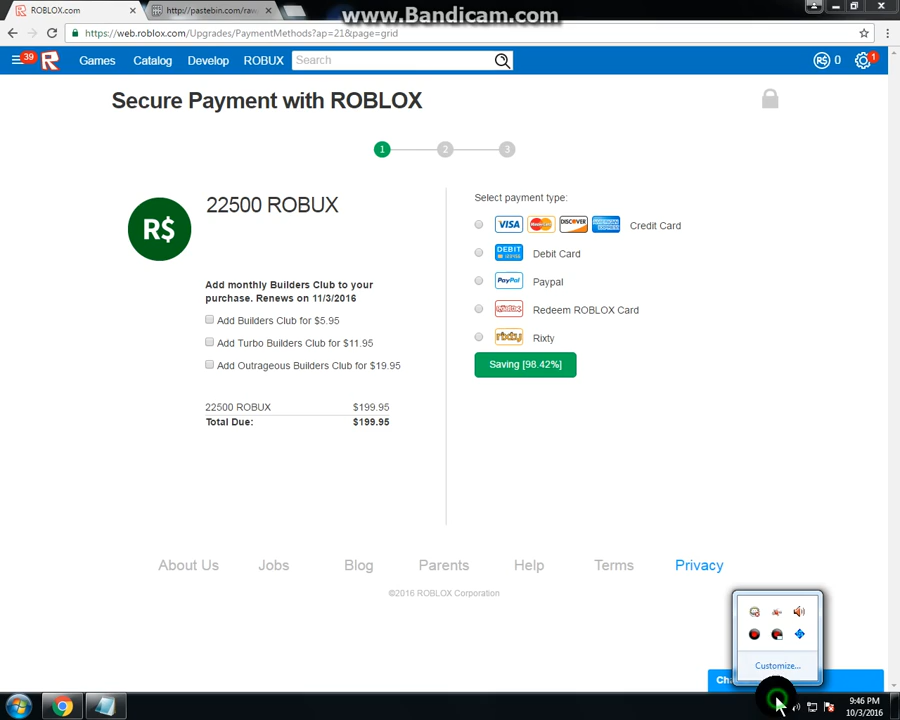 www.Bandicam.com
ROBLOX.com
http://pastebin.com/raw
https://web.roblox.com/Upgrades/PaymentMethods?ap=21&page=grid
39
Games
Catalog
Develop
ROBUX
Search
R$ 0
1
Secure Payment with ROBLOX
1 2 3
R$
22500 ROBUX
Add monthly Builders Club to your
purchase. Renews on 11/3/2016
Add Builders Club for $5.95
Add Turbo Builders Club for $11.95
Add Outrageous Builders Club for $19.95
22500 ROBUX $199.95
Total Due: $199.95
Select payment type:
VISA MasterCard DISCOVER AMERICAN EXPRESS Credit Card
DEBIT Debit Card
PayPal Paypal
ROBLOX Redeem ROBLOX Card
rixty Rixty
Saving [98.42%]
About Us
Jobs
Blog
Parents
Help
Terms
Privacy
©2016 ROBLOX Corporation
Customize...
9:46 PM
10/3/2016